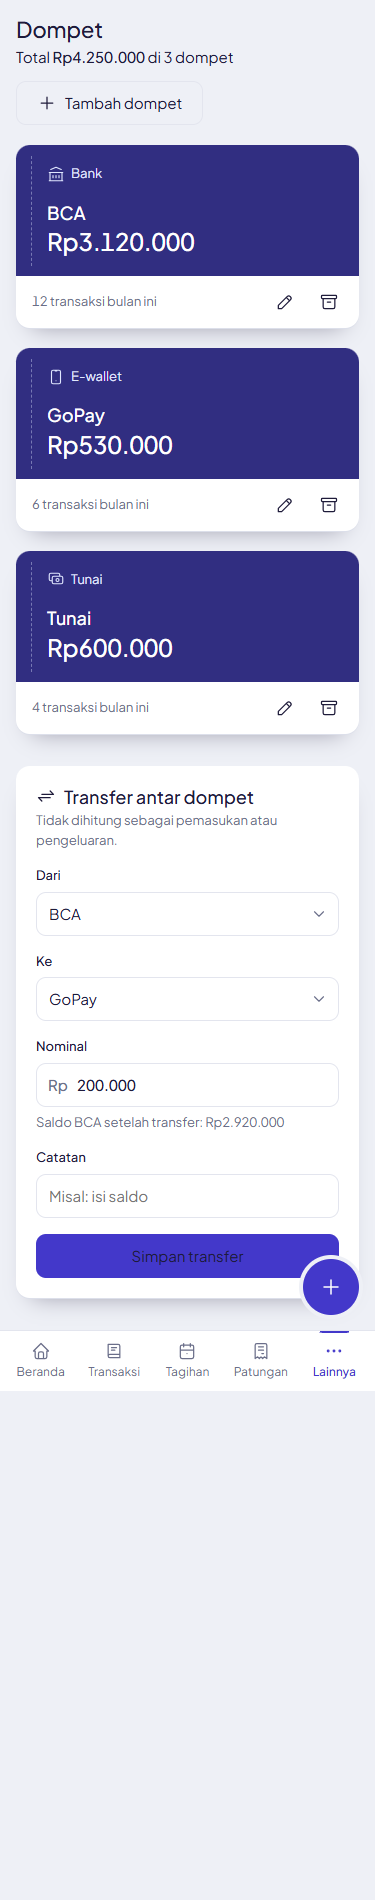 Dompet
Total Rp4.250.000 di 3 dompet
Tambah dompet
Bank
BCA
Rp3.120.000
12 transaksi bulan ini
E-wallet
GoPay
Rp530.000
6 transaksi bulan ini
Tunai
Tunai
Rp600.000
4 transaksi bulan ini
Transfer antar dompet
Tidak dihitung sebagai pemasukan atau
pengeluaran.
Dari
BCA
Ke
GoPay
Nominal
Rp 200.000
Saldo BCA setelah transfer: Rp2.920.000
Catatan
Misal: isi saldo
Simpan transfer
Beranda Transaksi Tagihan Patungan Lainnya